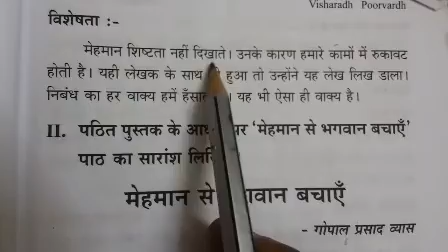 Visharadh Poorvardh
विशेषता :-
मेहमान शिष्टता नहीं दिखाते। उनके कारण हमारे कामों में रुकावट
होती है। यही लेखक के साथ हुआ तो उन्होंने यह लेख लिख डाला।
निबंध का हर वाक्य हमें यह भी ऐसा ही वाक्य है।
II. पठित पुस्तक के पर 'मेहमान से भगवान बचाएँ'
पाठ का सारांश
मेहमान से बचाएँ
- गोपाल प्रसाद व्यास